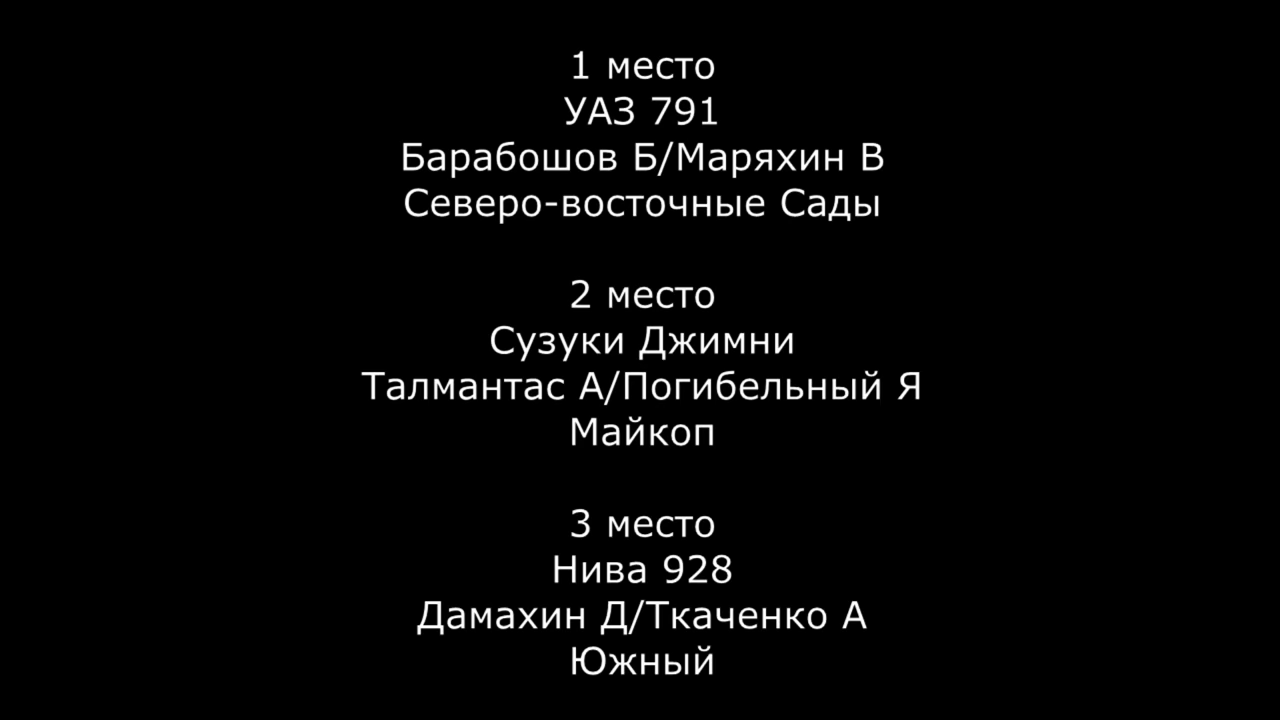 1 место
УАЗ 791
Барабошов Б/Маряхин В
Северо-восточные Сады
2 место
Сузуки Джимни
Талмантас А/Погибельный Я
Майкоп
3 место
Нива 928
Дамахин Д/Ткаченко А
Южный